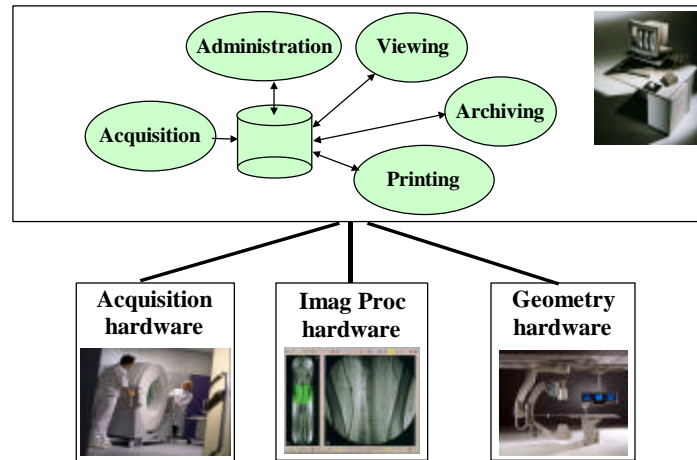 Administration
Viewing
Acquisition
Archiving
Printing
Acquisition
hardware
Imag Proc
hardware
Geometry
hardware